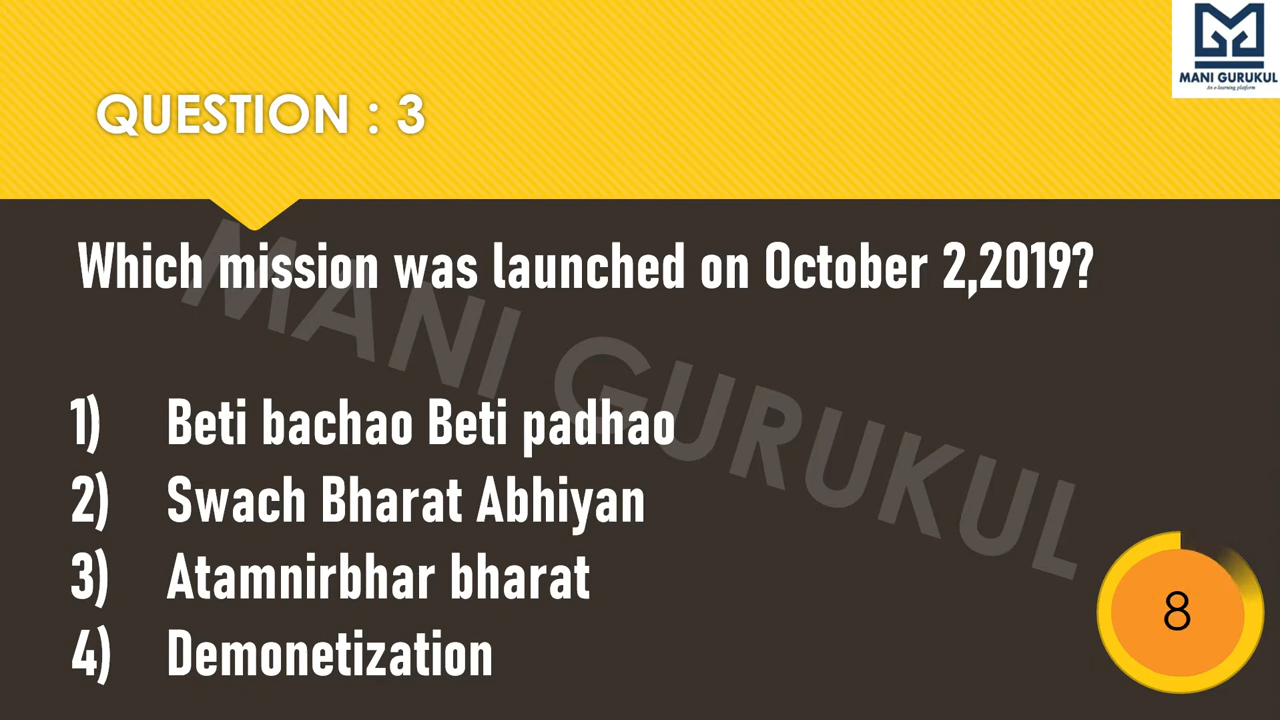 MANI GURUKUL
An e-learning platform
QUESTION : 3
Which mission was launched on October 2,2019?
MANI GURUKUL
1) Beti bachao Beti padhao
2) Swach Bharat Abhiyan
3) Atamnirbhar bharat
4) Demonetization
8